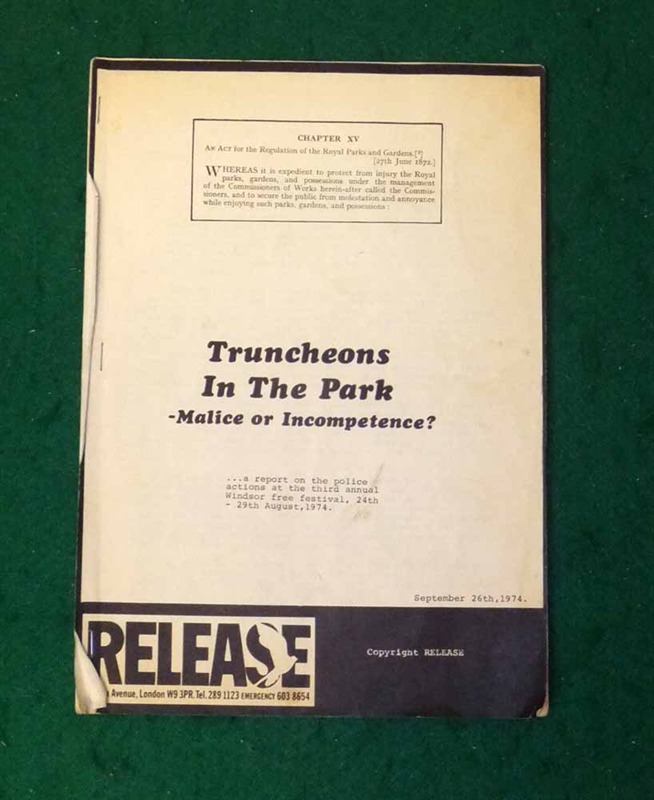 CHAPTER XV
AN ACT for the Regulation of the Royal Parks and Gardens.[*]
[27th June 1872.]
WHEREAS it is expedient to protect from injury the Royal
parks, gardens, and possessions under the management
of the Commissioners of Works herein-after called the Commis-
sioners, and to secure the public from molestation and annoyance
while enjoying such parks, gardens, and possessions:
Truncheons
In The Park
-Malice or Incompetence?
...a report on the police
actions at the third annual
Windsor free festival, 24th
- 29th August,1974.
September 26th,1974.
RELEASE
Avenue, London W9 3PR. Tel. 289 1123 EMERGENCY 603 8654
Copyright RELEASE